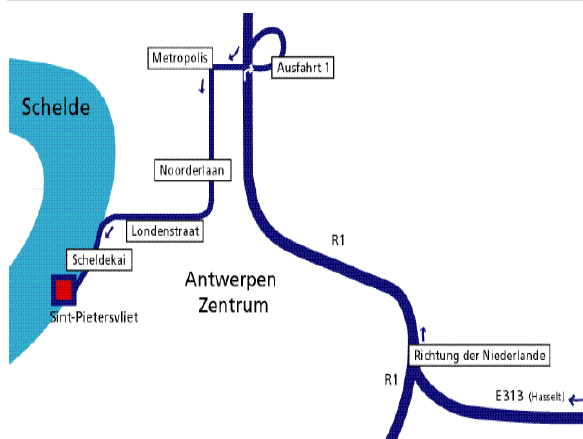 Metropolis
Ausfahrt 1
Schelde
Noorderlaan
Londenstraat
R1
Scheldekai
Antwerpen
Zentrum
Sint-Pietersvliet
Richtung der Niederlande
R1
E313 (Hasselt)